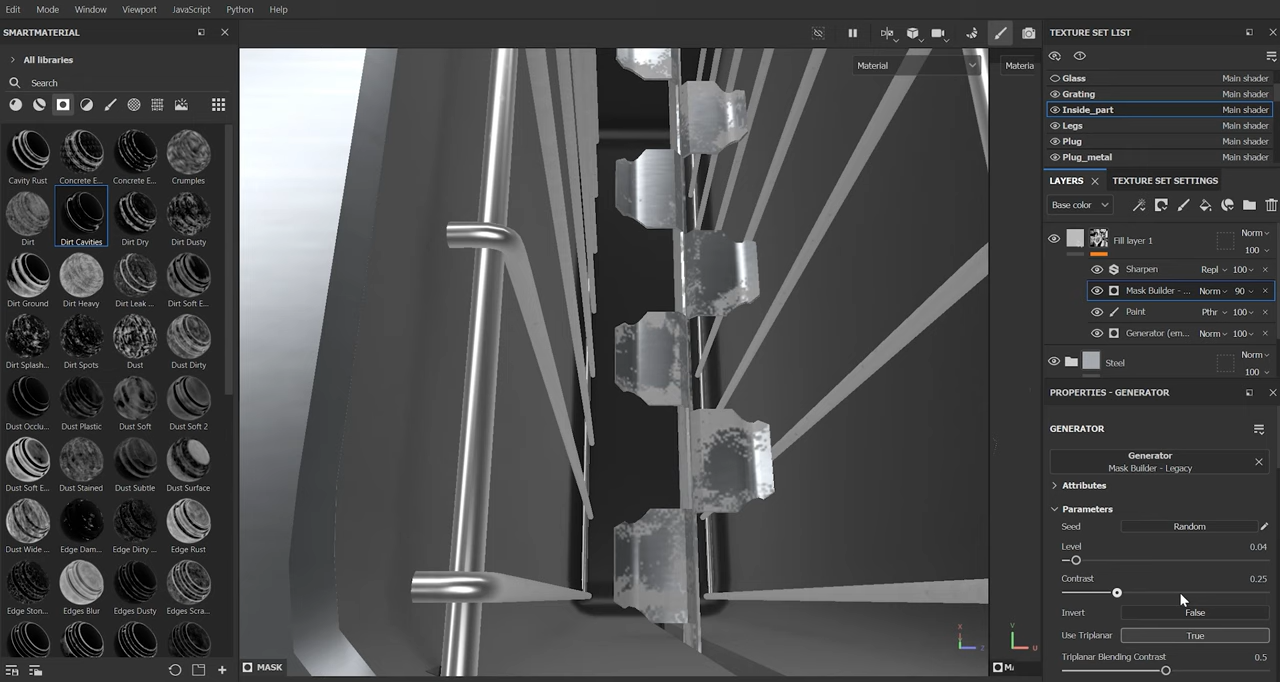 Edit Mode Window Viewport JavaScript Python Help
SMARTMATERIAL
All libraries
Search
Cavity Rust Concrete E... Concrete E... Crumples
Dirt Dirt Cavities Dirt Dry Dirt Dusty
Dirt Ground Dirt Heavy Dirt Leak ... Dirt Soft E...
Dirt Splash... Dirt Spots Dust Dust Dirty
Dust Occlu... Dust Plastic Dust Soft Dust Soft 2
Dust Soft E... Dust Stained Dust Subtle Dust Surface
Dust Wide ... Edge Dam... Edge Dirty ... Edge Rust
Edge Ston... Edges Blur Edges Dusty Edges Scra...
Material
Materia
MASK
X
Z
V
U
M
TEXTURE SET LIST
Glass Main shader
Grating Main shader
Inside_part Main shader
Legs Main shader
Plug Main shader
Plug_metal Main shader
LAYERS TEXTURE SET SETTINGS
Base color
Fill layer 1 Norm 100
Sharpen Repl 100
Mask Builder - ... Norm 90
Paint Pthr 100
Generator (em... Norm 100
Steel Norm 100
PROPERTIES - GENERATOR
GENERATOR
Generator
Mask Builder - Legacy
Attributes
Parameters
Seed Random
Level 0.04
Contrast 0.25
Invert False
Use Triplanar True
Triplanar Blending Contrast 0.5